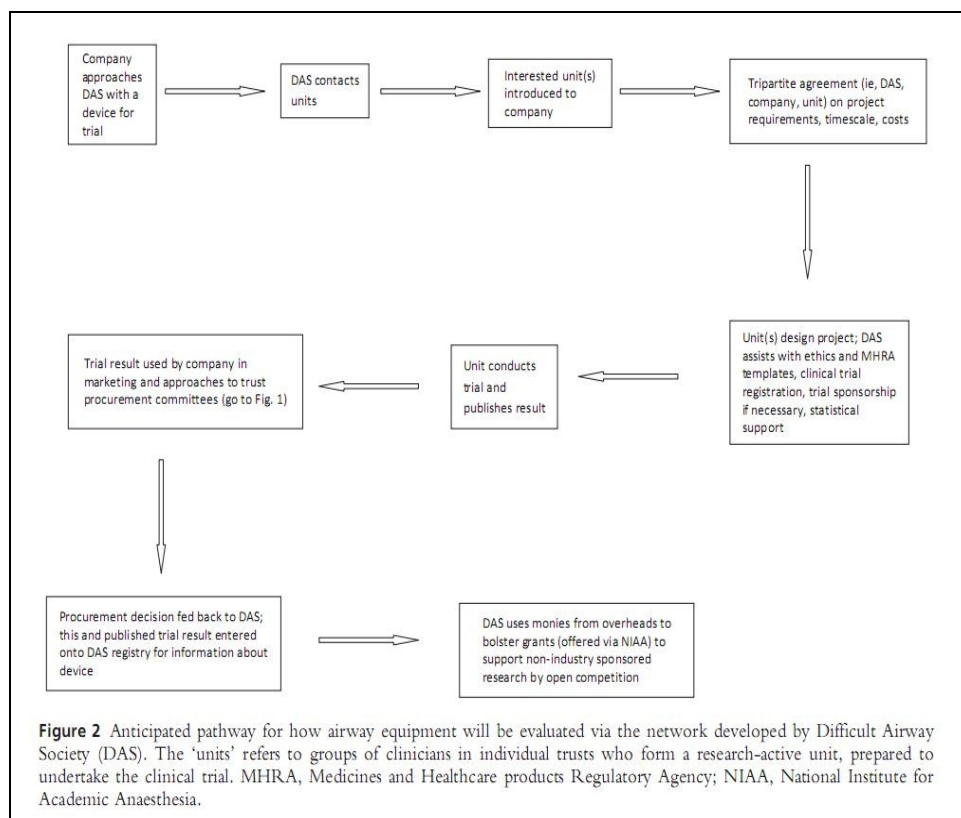 Company
approaches
DAS with a
device for
trial
DAS contacts
units
Interested unit(s)
introduced to
company
Tripartite agreement (ie, DAS,
company, unit) on project
requirements, timescale, costs
Unit(s) design project; DAS
assists with ethics and MHRA
templates, clinical trial
registration, trial sponsorship
if necessary, statistical
support
Unit conducts
trial and
publishes result
Trial result used by company in
marketing and approaches to trust
procurement committees (go to Fig. 1)
Procurement decision fed back to DAS;
this and published trial result entered
onto DAS registry for information about
device
DAS uses monies from overheads to
bolster grants (offered via NIAA) to
support non-industry sponsored
research by open competition
Figure 2 Anticipated pathway for how airway equipment will be evaluated via the network developed by Difficult Airway
Society (DAS). The ‘units’ refers to groups of clinicians in individual trusts who form a research-active unit, prepared to
undertake the clinical trial. MHRA, Medicines and Healthcare products Regulatory Agency; NIAA, National Institute for
Academic Anaesthesia.